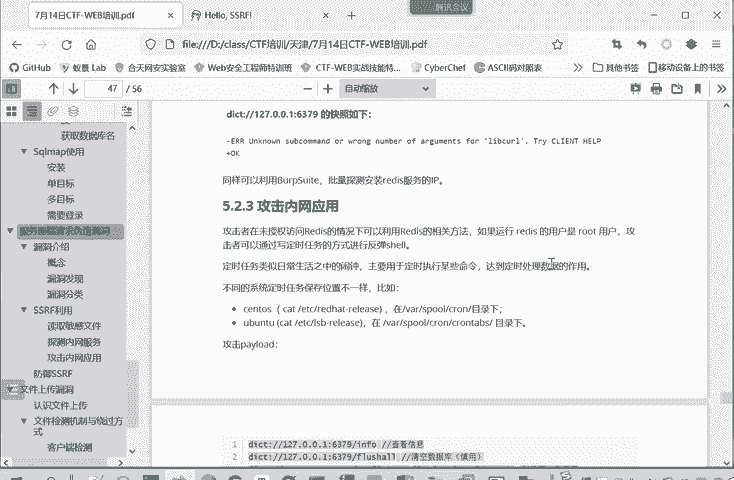 腾讯会议
7月14日CTF-WEB培训.pdf
Hello, SSRF!
file:///D:/class/CTF培训/天津/7月14日CTF-WEB培训.pdf
GitHub 蚁景 Lab 合天网安实验室 Web安全工程师特训班 CTF-WEB实战技能特... CyberChef ASCII码对照表 其他书签 移动设备上的书签
47 / 56
自动缩放
获取数据库名
Sqlmap使用
安装
单目标
多目标
需要登录
服务器端请求伪造漏洞
漏洞介绍
概念
漏洞发现
漏洞分类
SSRF利用
读取敏感文件
探测内网服务
攻击内网应用
防御SSRF
文件上传漏洞
认识文件上传
文件检测机制与绕过方
式
客户端检测
dict://127.0.0.1:6379 的快照如下：
-ERR Unknown subcommand or wrong number of arguments for 'libcurl'. Try CLIENT HELP
+OK
同样可以利用BurpSuite，批量探测安装redis服务的IP。
5.2.3 攻击内网应用
攻击者在未授权访问Redis的情况下可以利用Redis的相关方法，如果运行 redis 的用户是 root 用户，攻
击者可以通过写定时任务的方式进行反弹shell。
定时任务类似日常生活之中的闹钟，主要用于定时执行某些命令，达到定时处理数据的作用。
不同的系统定时任务保存位置不一样，比如：
centos （ cat /etc/redhat-release) ，在/var/spool/cron/目录下；
ubuntu (cat /etc/lsb-release)，在 /var/spool/cron/crontabs/ 目录下。
攻击payload：
1 dict://127.0.0.1:6379/info //查看信息
2 dict://127.0.0.1:6379/flushall //清空数据库（慎用）